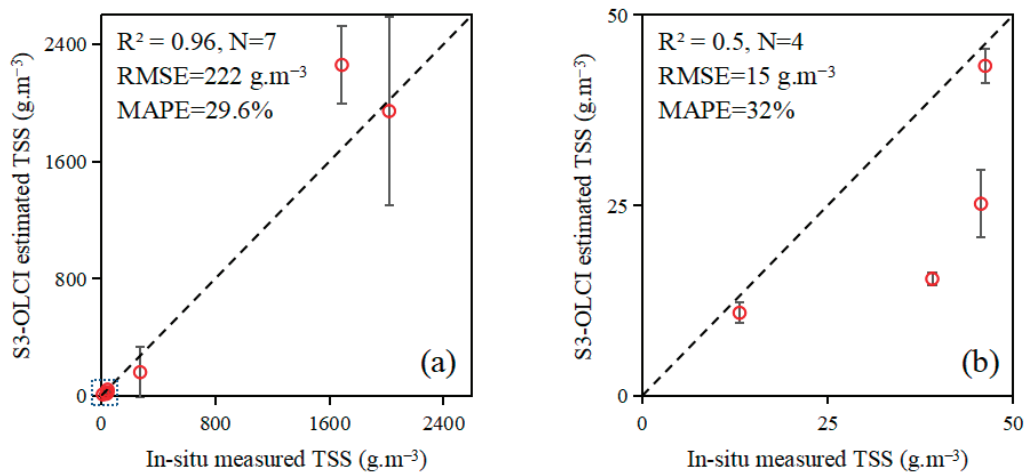 R² = 0.96, N=7
RMSE=222 g.m⁻³
MAPE=29.6%
(a)
2400
1600
800
0
0 800 1600 2400
S3-OLCI estimated TSS (g.m⁻³)
In-situ measured TSS (g.m⁻³)
R² = 0.5, N=4
RMSE=15 g.m⁻³
MAPE=32%
(b)
50
25
0
0 25 50
S3-OLCI estimated TSS (g.m⁻³)
In-situ measured TSS (g.m⁻³)